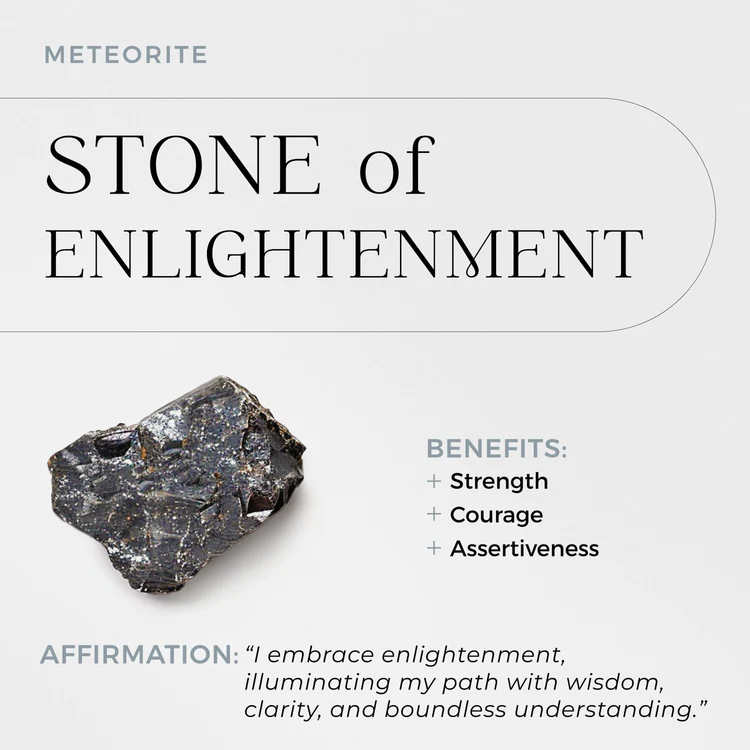 METEORITE
STONE of
ENLIGHTENMENT
BENEFITS:
+ Strength
+ Courage
+ Assertiveness
AFFIRMATION: “I embrace enlightenment,
illuminating my path with wisdom,
clarity, and boundless understanding.”